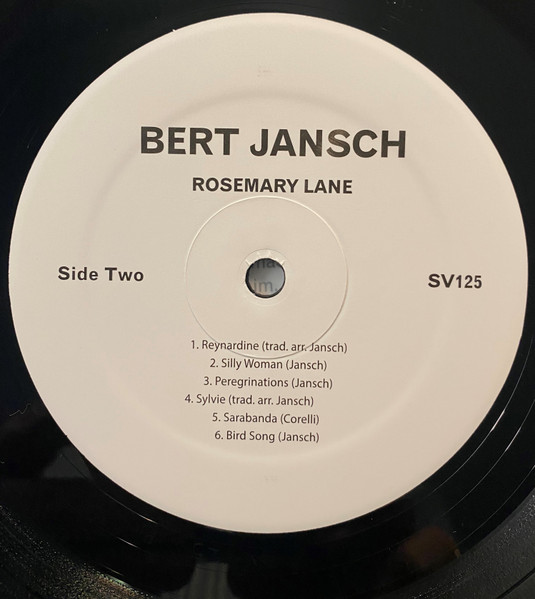 BERT JANSCH
ROSEMARY LANE
Side Two
SV125
1. Reynardine (trad. arr. Jansch)
2. Silly Woman (Jansch)
3. Peregrinations (Jansch)
4. Sylvie (trad. arr. Jansch)
5. Sarabanda (Corelli)
6. Bird Song (Jansch)